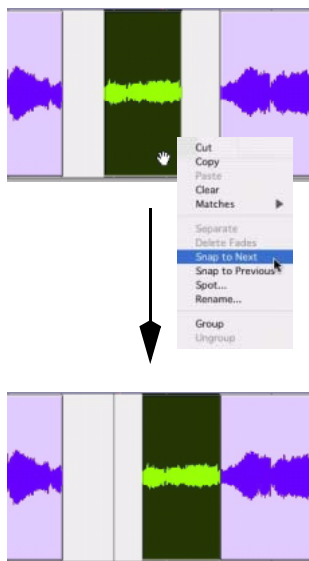 Cut
Copy
Paste
Clear
Matches
Separate
Delete Fades
Snap to Next
Snap to Previous
Spot...
Rename...
Group
Ungroup